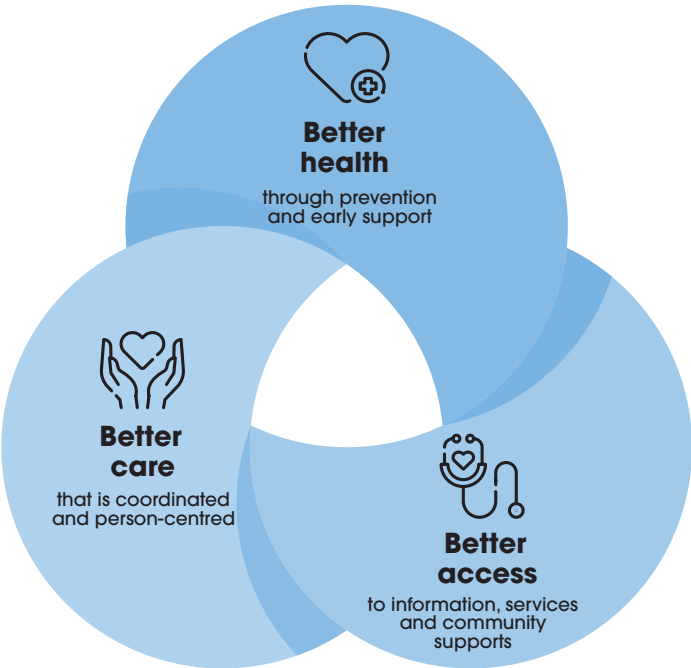 Better
health
through prevention
and early support
Better
care
that is coordinated
and person-centred
Better
access
to information, services
and community
supports